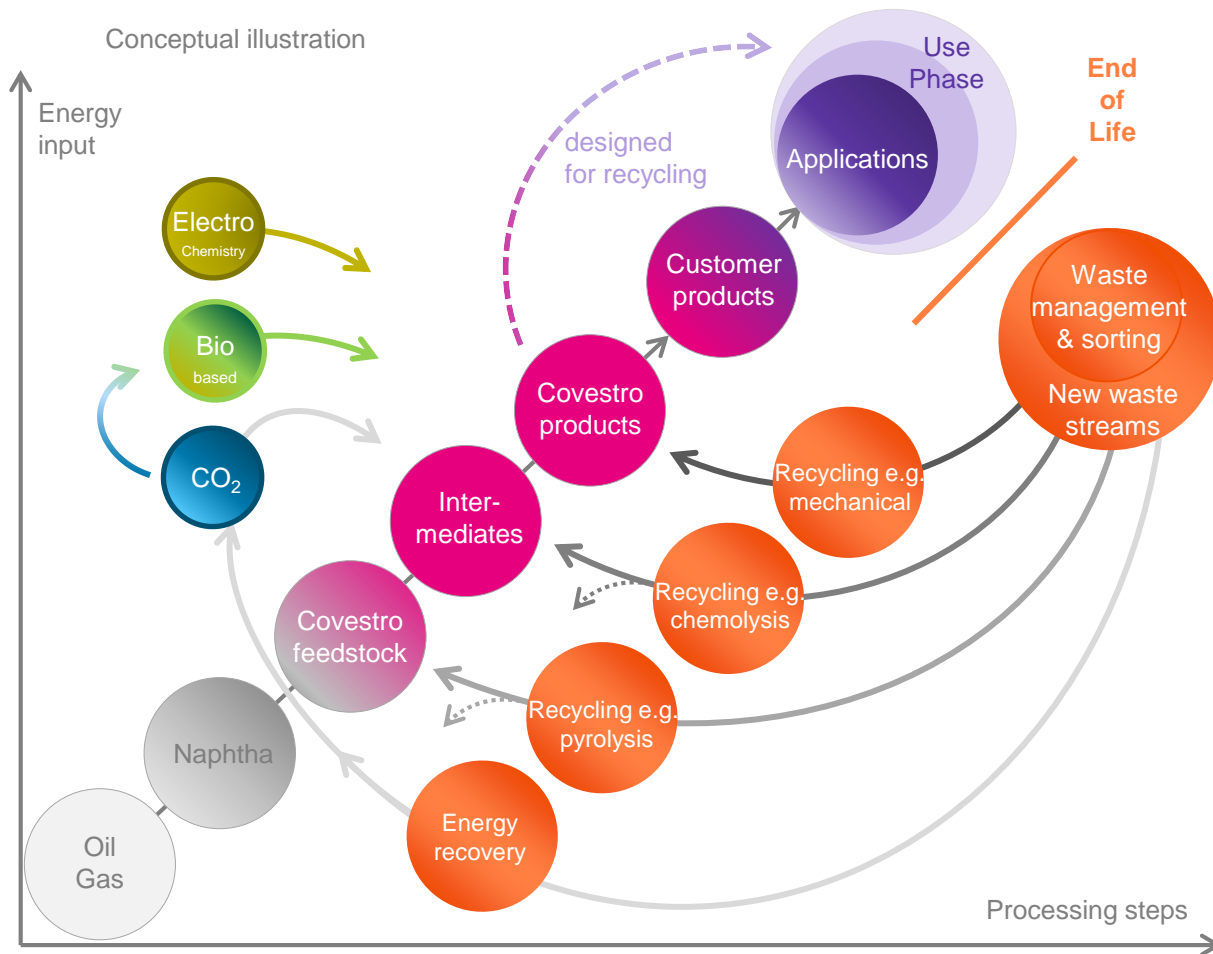 Conceptual illustration
Energy
input
Use
Phase
End
of
Life
designed
for recycling
Applications
Electro
Chemistry
Customer
products
Waste
management
& sorting
New waste
streams
Bio
based
Covestro
products
CO₂
Recycling e.g.
mechanical
Inter-
mediates
Recycling e.g.
chemolysis
Covestro
feedstock
Recycling e.g.
pyrolysis
Naphtha
Energy
recovery
Oil
Gas
Processing steps